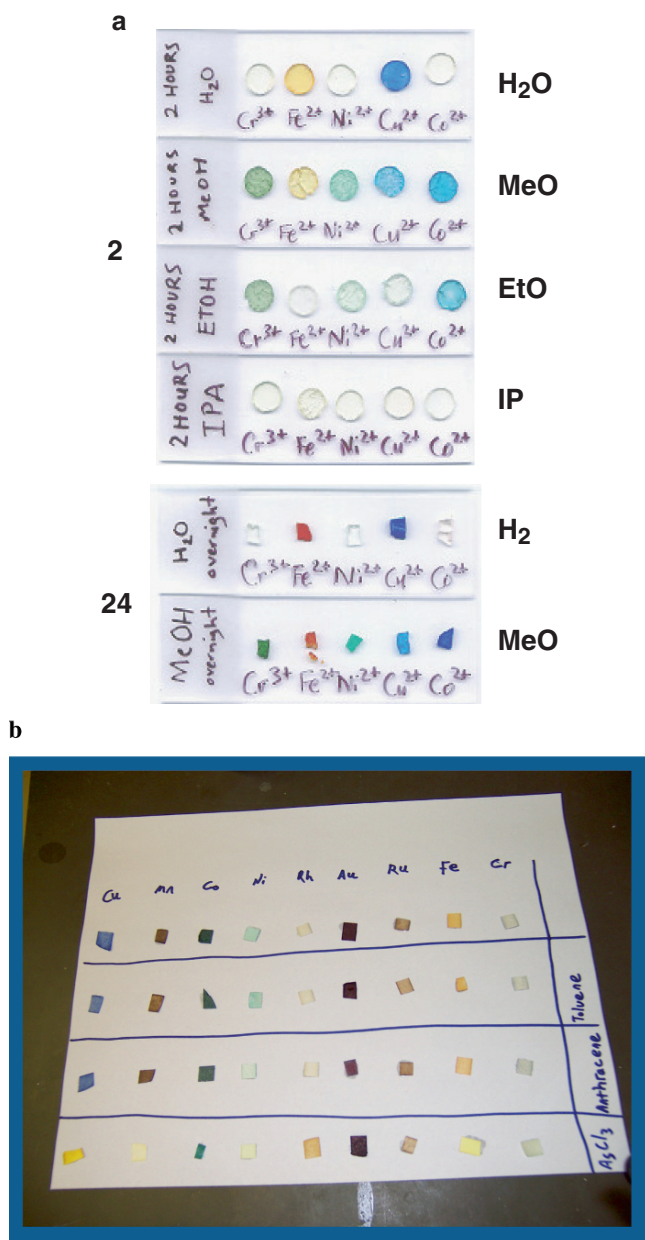 a
2 HOURS H2O
Cr3+ Fe2+ Ni2+ Cu2+ Co2+
H2O
2 HOURS MeOH
Cr3+ Fe2+ Ni2+ Cu2+ Co2+
MeO
2
2 HOURS ETOH
Cr3+ Fe2+ Ni2+ Cu2+ Co2+
EtO
2 HOURS IPA
Cr3+ Fe2+ Ni2+ Cu2+ Co2+
IP
H2O overnight
Cr3+ Fe2+ Ni2+ Cu2+ Co2+
H2
24
MeOH overnight
Cr3+ Fe2+ Ni2+ Cu2+ Co2+
MeO
b
Cu Mn Co Ni Rh Au Ru Fe Cr
Toluene
Anthracene
AsCl3